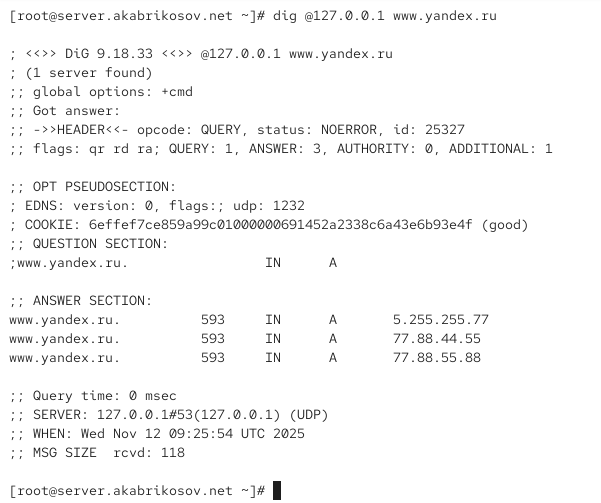 [root@server.akabrikosov.net ~]# dig @127.0.0.1 www.yandex.ru
; <<>> DiG 9.18.33 <<>> @127.0.0.1 www.yandex.ru
; (1 server found)
;; global options: +cmd
;; Got answer:
;; ->>HEADER<<- opcode: QUERY, status: NOERROR, id: 25327
;; flags: qr rd ra; QUERY: 1, ANSWER: 3, AUTHORITY: 0, ADDITIONAL: 1
;; OPT PSEUDOSECTION:
; EDNS: version: 0, flags:; udp: 1232
; COOKIE: 6effef7ce859a99c01000000691452a2338c6a43e6b93e4f (good)
;; QUESTION SECTION:
;www.yandex.ru. IN A
;; ANSWER SECTION:
www.yandex.ru. 593 IN A 5.255.255.77
www.yandex.ru. 593 IN A 77.88.44.55
www.yandex.ru. 593 IN A 77.88.55.88
;; Query time: 0 msec
;; SERVER: 127.0.0.1#53(127.0.0.1) (UDP)
;; WHEN: Wed Nov 12 09:25:54 UTC 2025
;; MSG SIZE  rcvd: 118
[root@server.akabrikosov.net ~]#